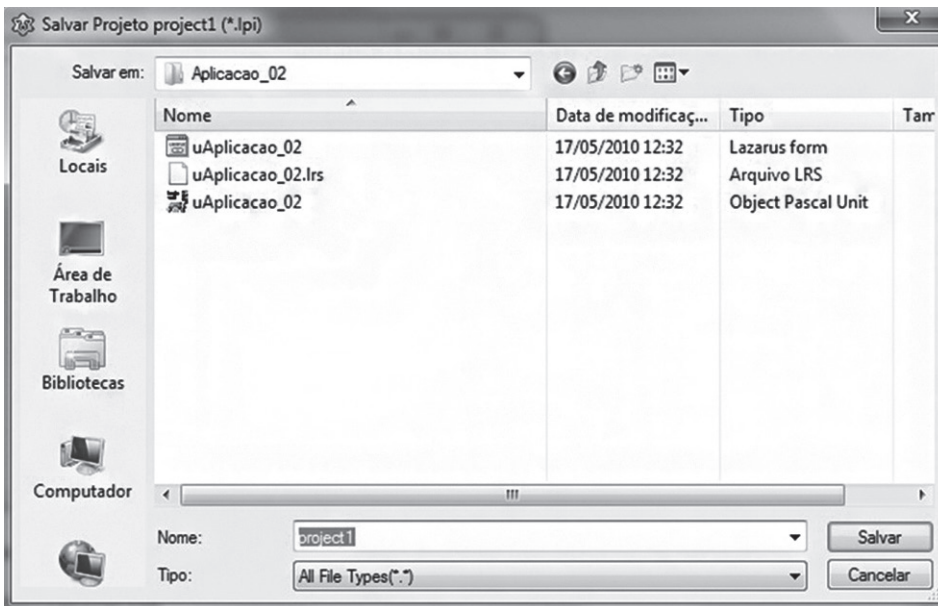 Salvar Projeto project1 (*.lpi)
Salvar em: Aplicacao_02
Nome Data de modificaç... Tipo Tam
uAplicacao_02 17/05/2010 12:32 Lazarus form
uAplicacao_02.lrs 17/05/2010 12:32 Arquivo LRS
uAplicacao_02 17/05/2010 12:32 Object Pascal Unit
Locais
Área de
Trabalho
Bibliotecas
Computador
Nome: project1 Salvar
Tipo: All File Types(*.*) Cancelar